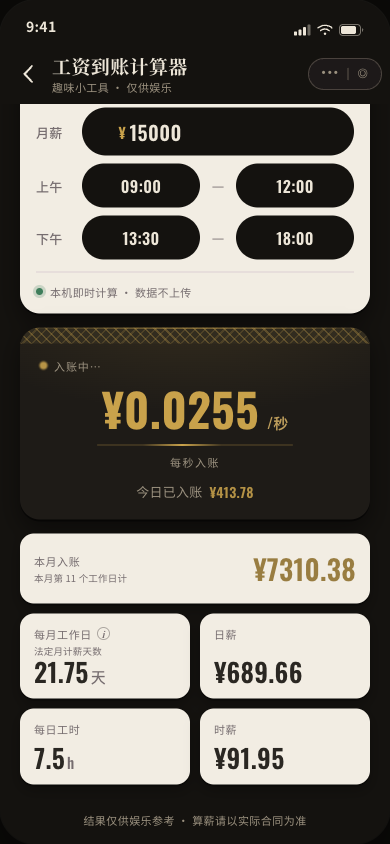 9:41
工资到账计算器
趣味小工具 · 仅供娱乐
月薪 ¥ 15000
上午 09:00 — 12:00
下午 13:30 — 18:00
本机即时计算 · 数据不上传
入账中···
¥0.0255 /秒
每秒入账
今日已入账 ¥413.78
本月入账
本月第 11 个工作日计
¥7310.38
每月工作日 i
法定月计薪天数
21.75 天
日薪
¥689.66
每日工时
7.5 h
时薪
¥91.95
结果仅供娱乐参考 · 算薪请以实际合同为准